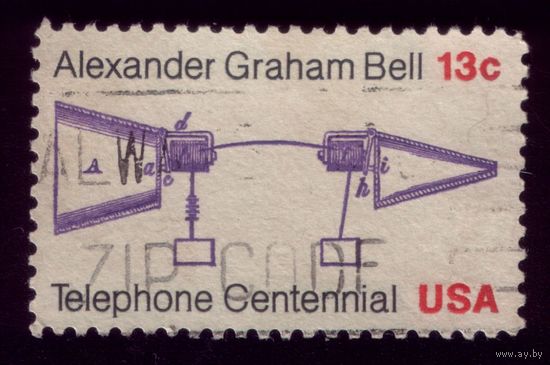 Alexander Graham Bell 13c
d
A a c
h i
ZIP CODE
Telephone Centennial USA
www.ay.by